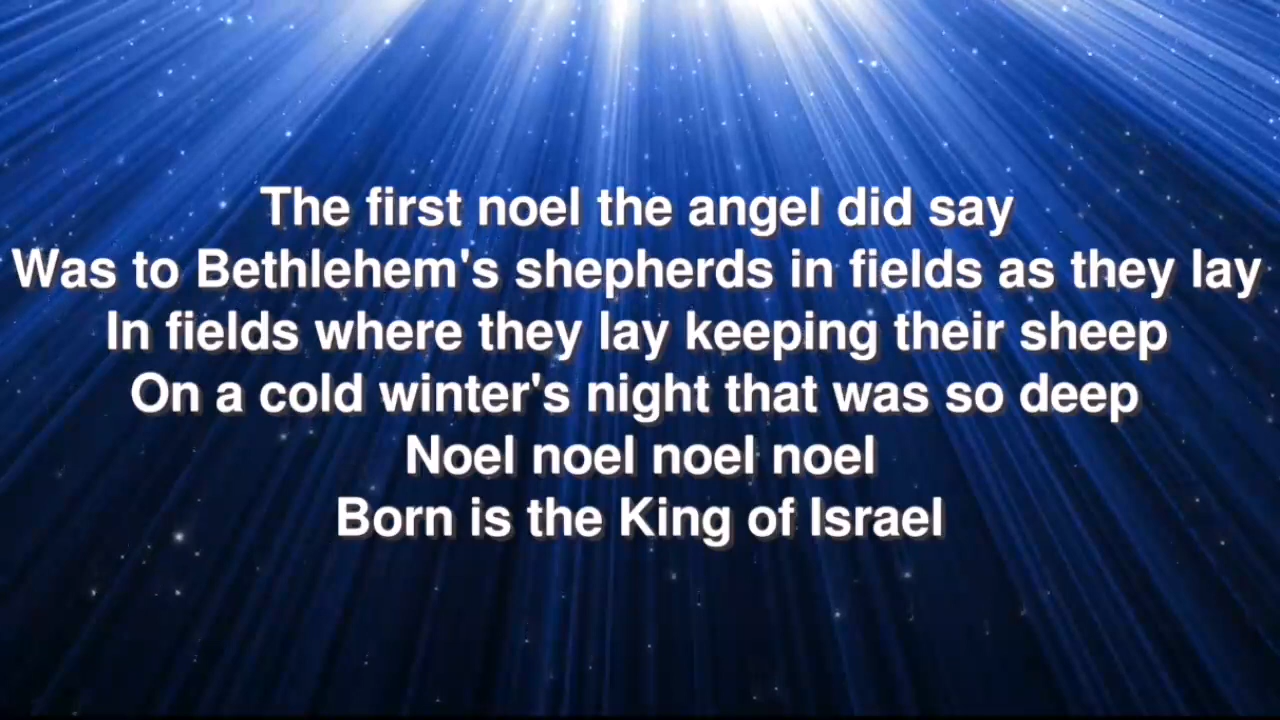 The first noel the angel did say
Was to Bethlehem's shepherds in fields as they lay
In fields where they lay keeping their sheep
On a cold winter's night that was so deep
Noel noel noel noel
Born is the King of Israel